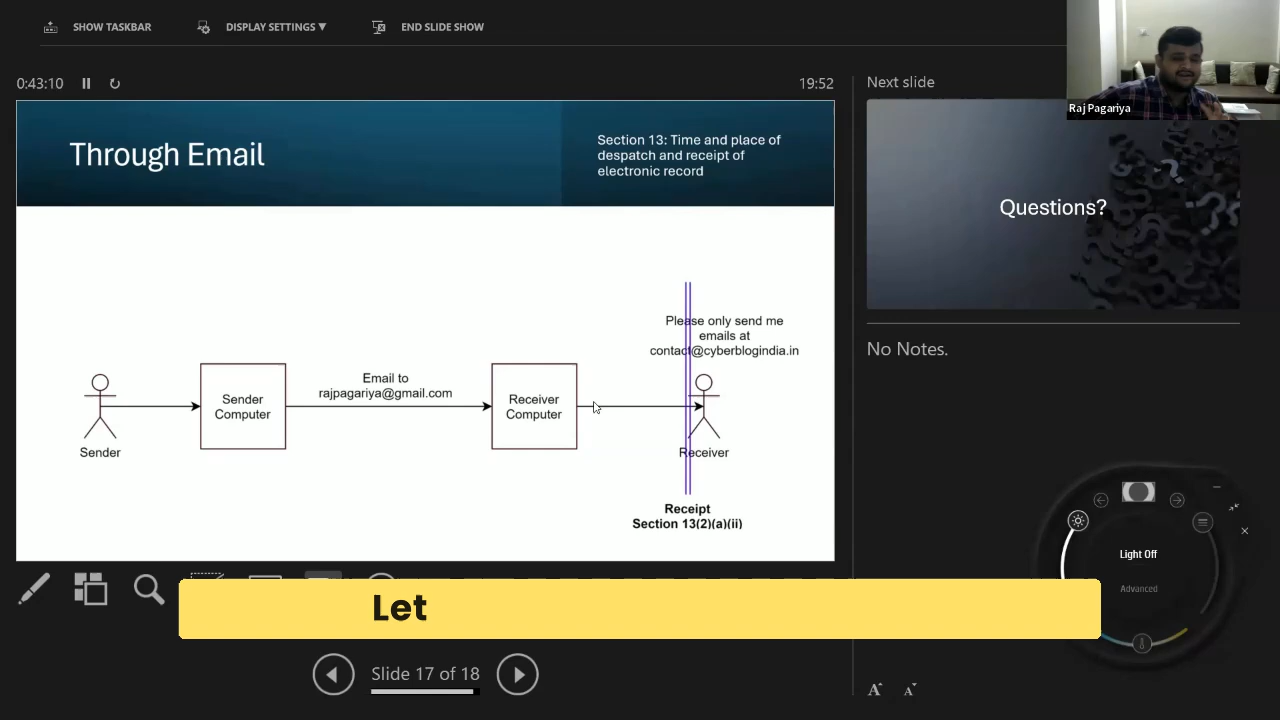 SHOW TASKBAR
DISPLAY SETTINGS ▼
END SLIDE SHOW
Raj Pagariya
0:43:10
19:52
Next slide
Through Email
Section 13: Time and place of
despatch and receipt of
electronic record
Questions?
Please only send me
emails at
contact@cyberblogindia.in
No Notes.
Email to
rajpagariya@gmail.com
Sender
Computer
Receiver
Computer
Sender
Receiver
Receipt
Section 13(2)(a)(ii)
Light Off
Advanced
Let
Slide 17 of 18
A
A